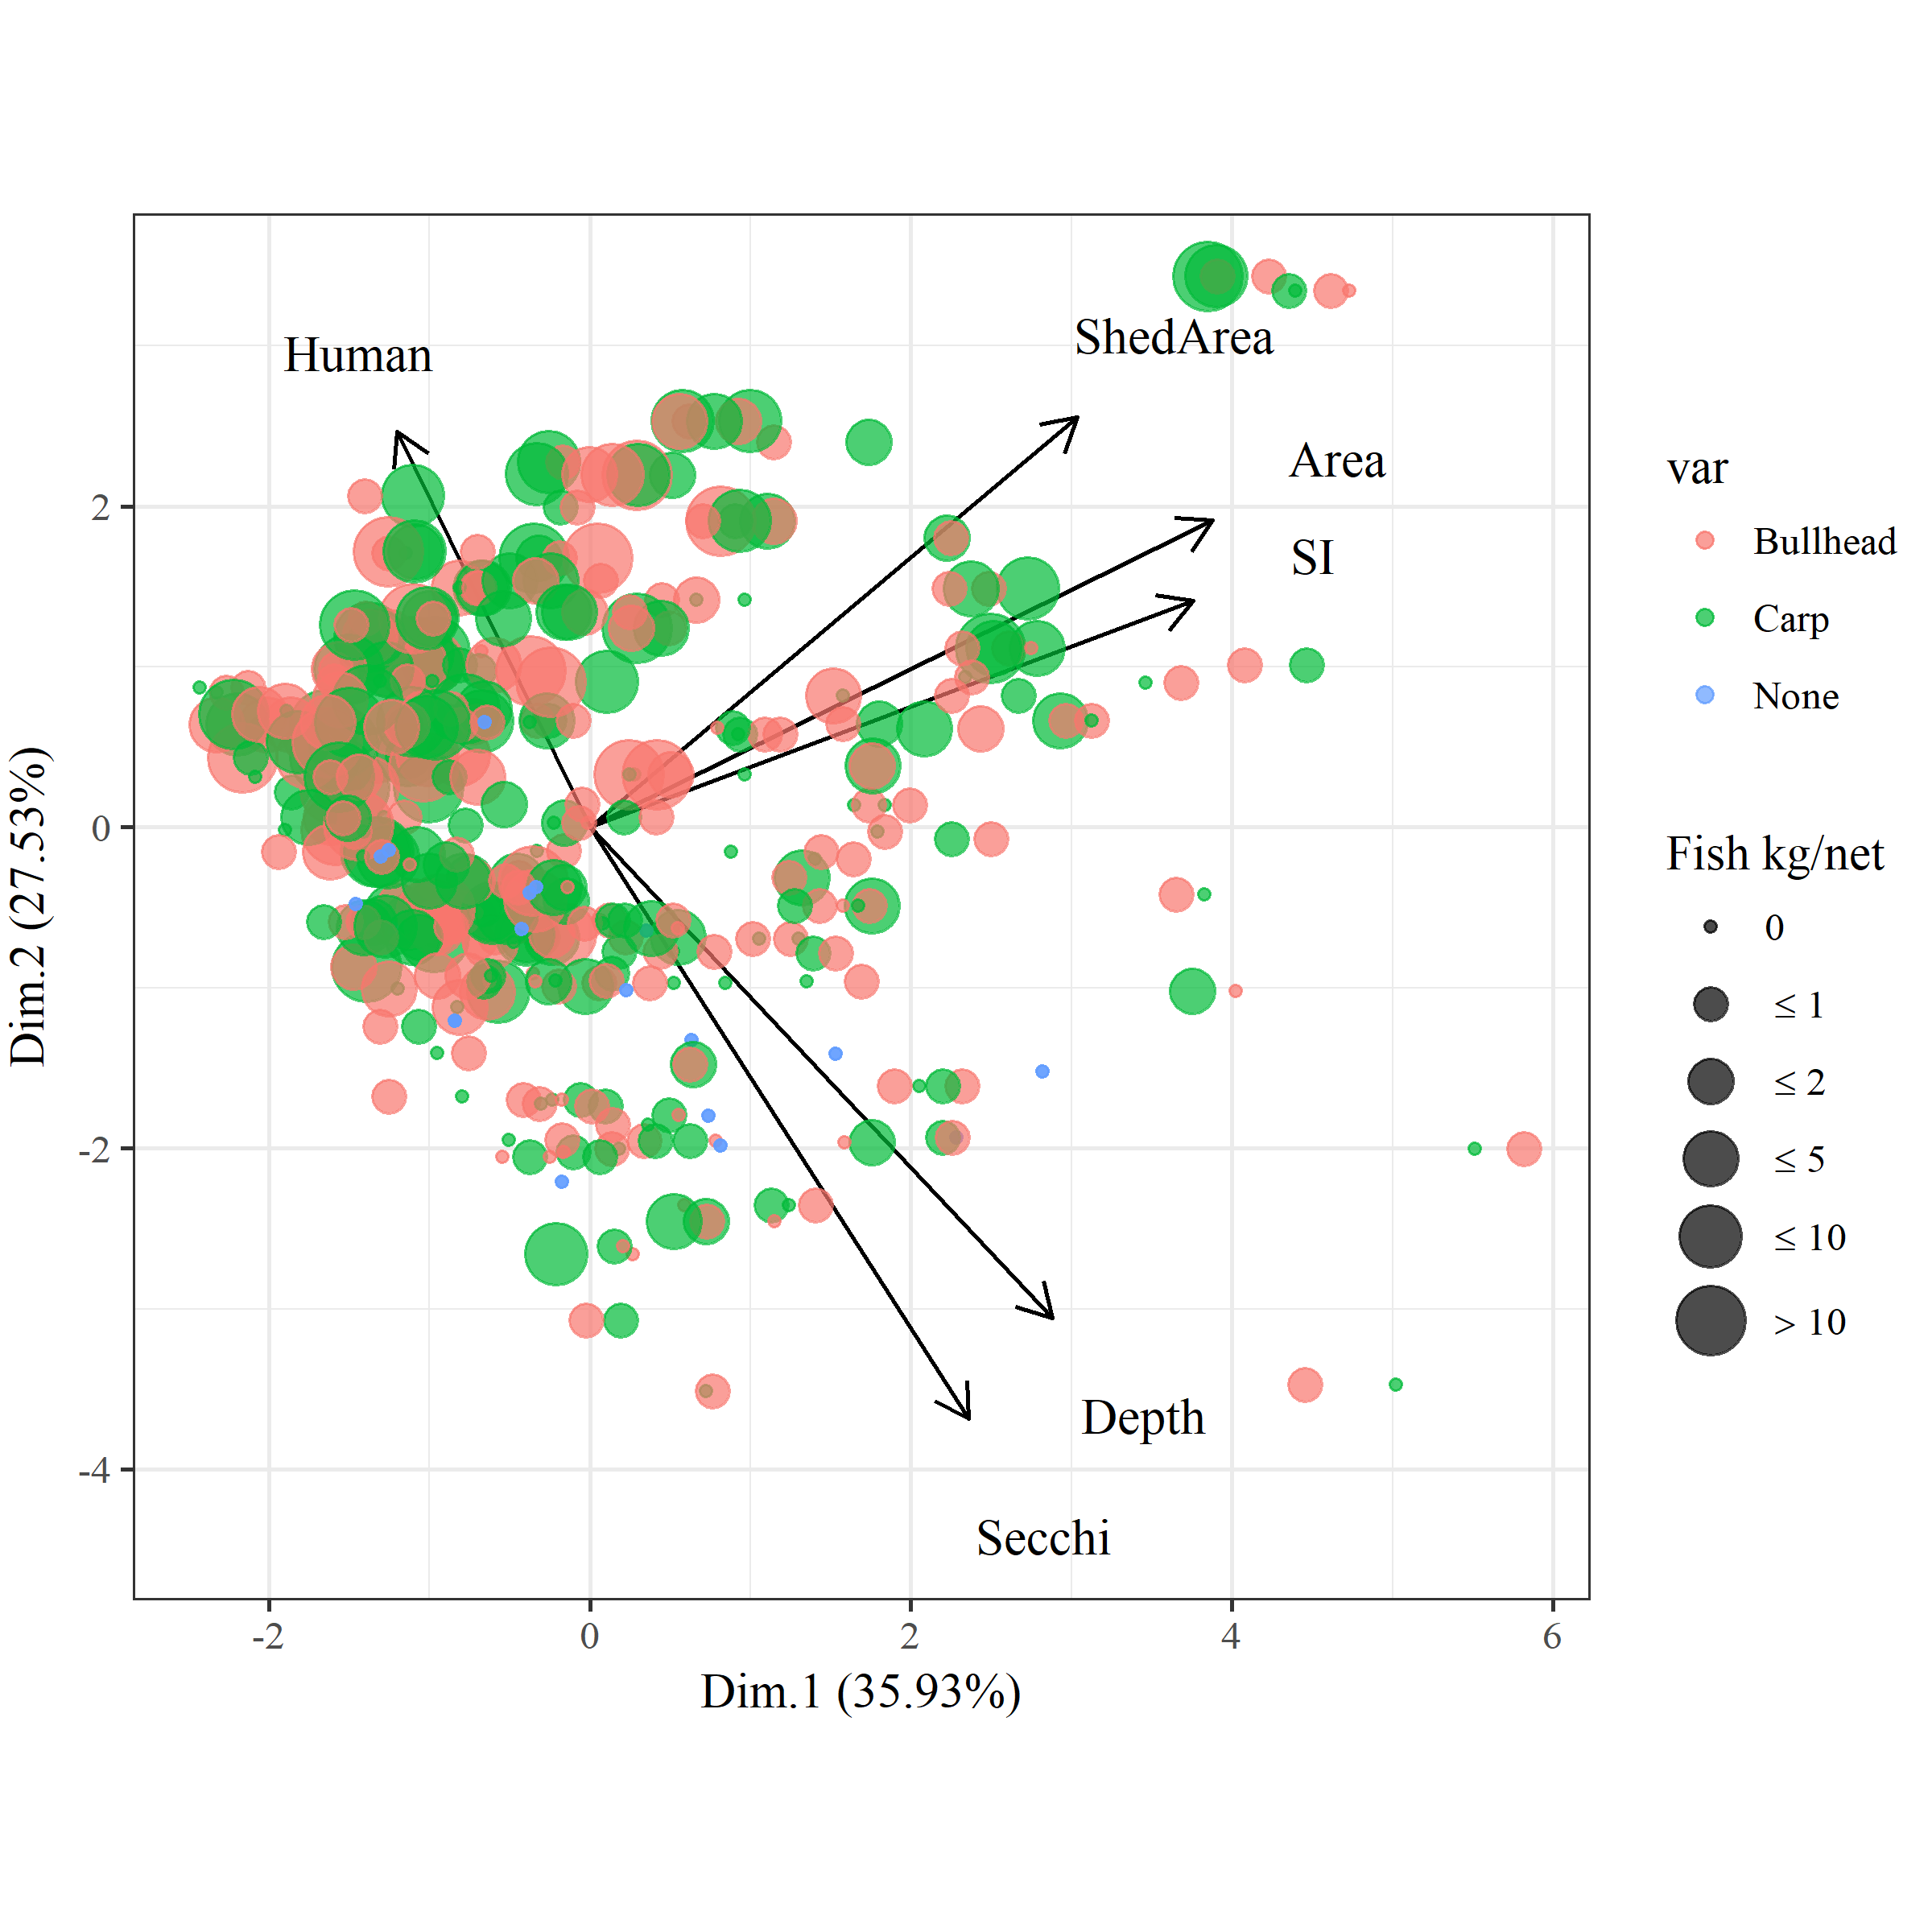 Human
ShedArea
Area
SI
Depth
Secchi
2
0
-2
-4
-2
0
2
4
6
Dim.2 (27.53%)
Dim.1 (35.93%)
var
Bullhead
Carp
None
Fish kg/net
0
≤ 1
≤ 2
≤ 5
≤ 10
> 10